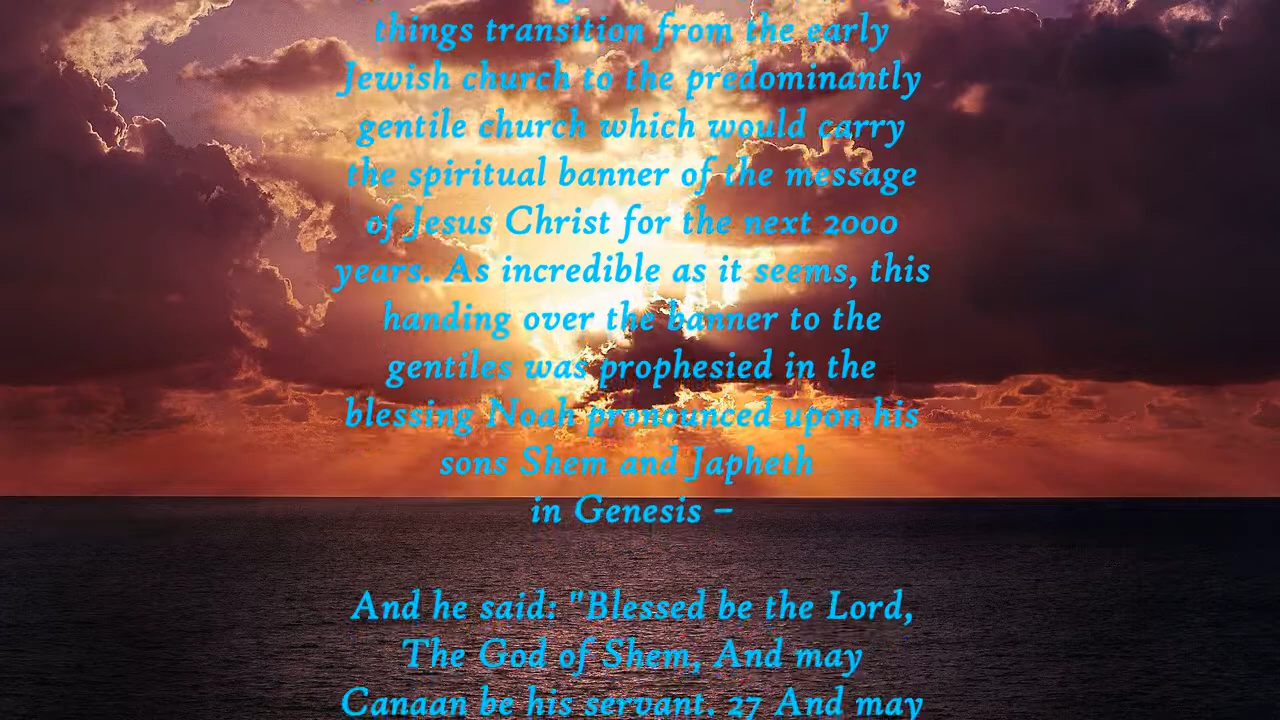 things transition from the early
Jewish church to the predominantly
gentile church which would carry
the spiritual banner of the message
of Jesus Christ for the next 2000
years. As incredible as it seems, this
handing over the banner to the
gentiles was prophesied in the
blessing Noah pronounced upon his
sons Shem and Japheth
in Genesis –
And he said: "Blessed be the Lord,
The God of Shem, And may
Canaan be his servant. 27 And may